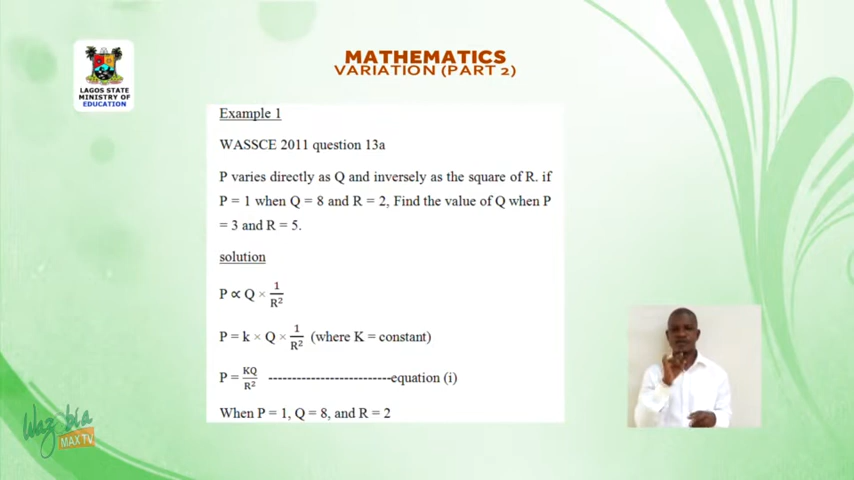 MATHEMATICS
VARIATION (PART 2)
LAGOS STATE
MINISTRY OF
EDUCATION
Example 1
WASSCE 2011 question 13a
P varies directly as Q and inversely as the square of R. if
P = 1 when Q = 8 and R = 2, Find the value of Q when P
= 3 and R = 5.
solution
P ∝ Q × 1/R²
P = k × Q × 1/R² (where K = constant)
P = KQ/R² ---------------------------equation (i)
When P = 1, Q = 8, and R = 2
Wazobia
MAX TV